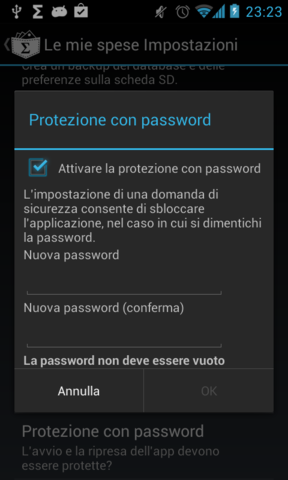 23:23
Le mie spese Impostazioni
Crea un backup del database e delle
preferenze sulla scheda SD.
Protezione con password
Attivare la protezione con password
L'impostazione di una domanda di
sicurezza consente di sbloccare
l'applicazione, nel caso in cui si dimentichi
la password.
Nuova password
Nuova password (conferma)
La password non deve essere vuoto
Annulla
OK
Protezione con password
L'avvio e la ripresa dell'app devono
essere protette?